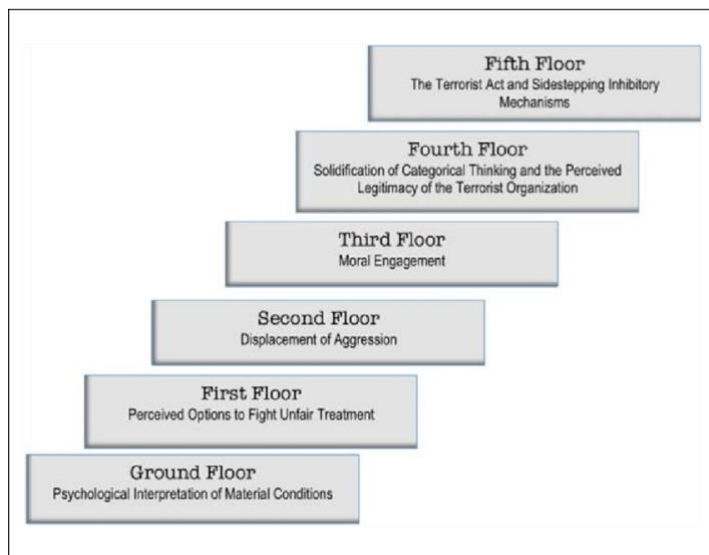 Fifth Floor
The Terrorist Act and Sidestepping Inhibitory
Mechanisms
Fourth Floor
Solidification of Categorical Thinking and the Perceived
Legitimacy of the Terrorist Organization
Third Floor
Moral Engagement
Second Floor
Displacement of Aggression
First Floor
Perceived Options to Fight Unfair Treatment
Ground Floor
Psychological Interpretation of Material Conditions